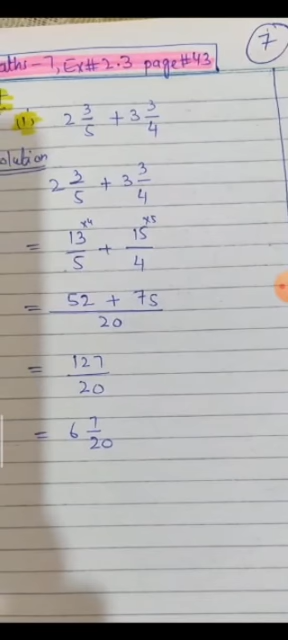 7
aths-7, Ex#2.3 page#43
(i) 2 3/5 + 3 3/4
olution
2 3/5 + 3 3/4
= 13/5 ×4 + 15/4 ×5
= 52 + 75 / 20
= 127/20
= 6 7/20